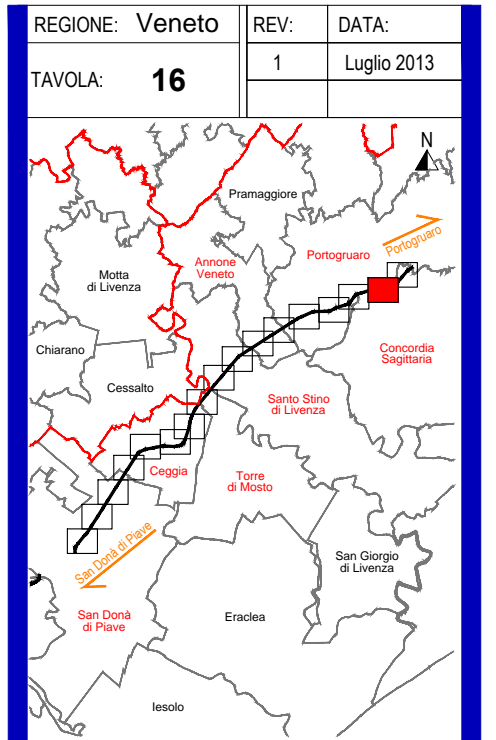 REGIONE: Veneto
REV:
DATA:
TAVOLA: 16
1
Luglio 2013
N
Pramaggiore
Portogruaro
Annone
Veneto
Portogruaro
Motta
di Livenza
Chiarano
Concordia
Sagittaria
Cessalto
Santo Stino
di Livenza
Ceggia
Torre
di Mosto
San Donà di Piave
San Giorgio
di Livenza
San Donà
di Piave
Eraclea
Iesolo